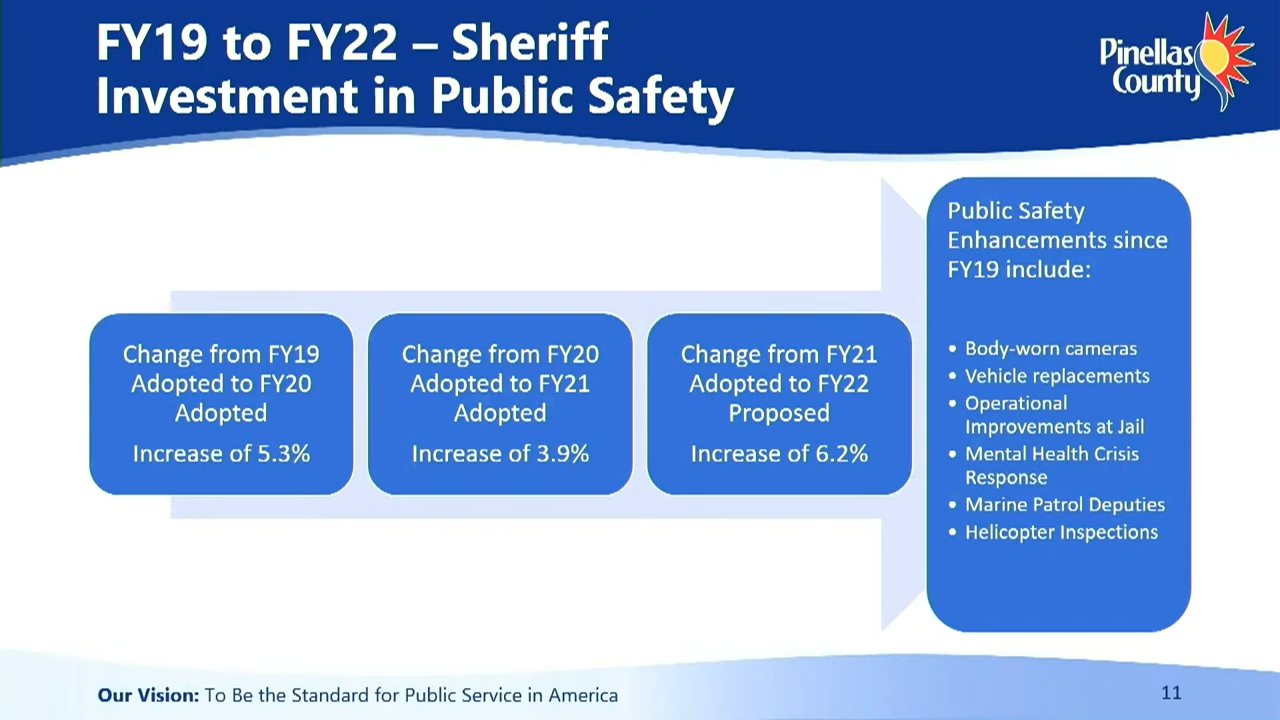 FY19 to FY22 – Sheriff
Investment in Public Safety
Pinellas
County
Change from FY19
Adopted to FY20
Adopted
Increase of 5.3%
Change from FY20
Adopted to FY21
Adopted
Increase of 3.9%
Change from FY21
Adopted to FY22
Proposed
Increase of 6.2%
Public Safety
Enhancements since
FY19 include:
• Body-worn cameras
• Vehicle replacements
• Operational
Improvements at Jail
• Mental Health Crisis
Response
• Marine Patrol Deputies
• Helicopter Inspections
Our Vision: To Be the Standard for Public Service in America
11